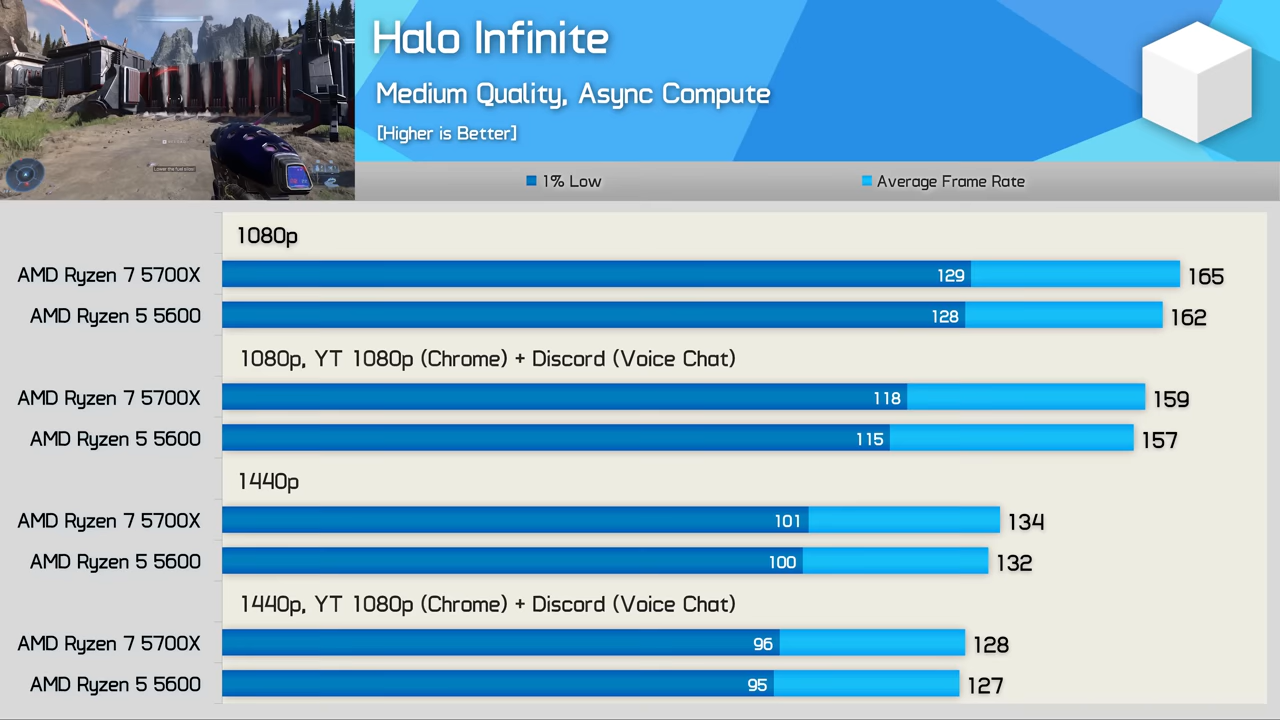 Halo Infinite
Medium Quality, Async Compute
[Higher is Better]
1% Low
Average Frame Rate
1080p
AMD Ryzen 7 5700X 129 165
AMD Ryzen 5 5600 128 162
1080p, YT 1080p (Chrome) + Discord (Voice Chat)
AMD Ryzen 7 5700X 118 159
AMD Ryzen 5 5600 115 157
1440p
AMD Ryzen 7 5700X 101 134
AMD Ryzen 5 5600 100 132
1440p, YT 1080p (Chrome) + Discord (Voice Chat)
AMD Ryzen 7 5700X 96 128
AMD Ryzen 5 5600 95 127